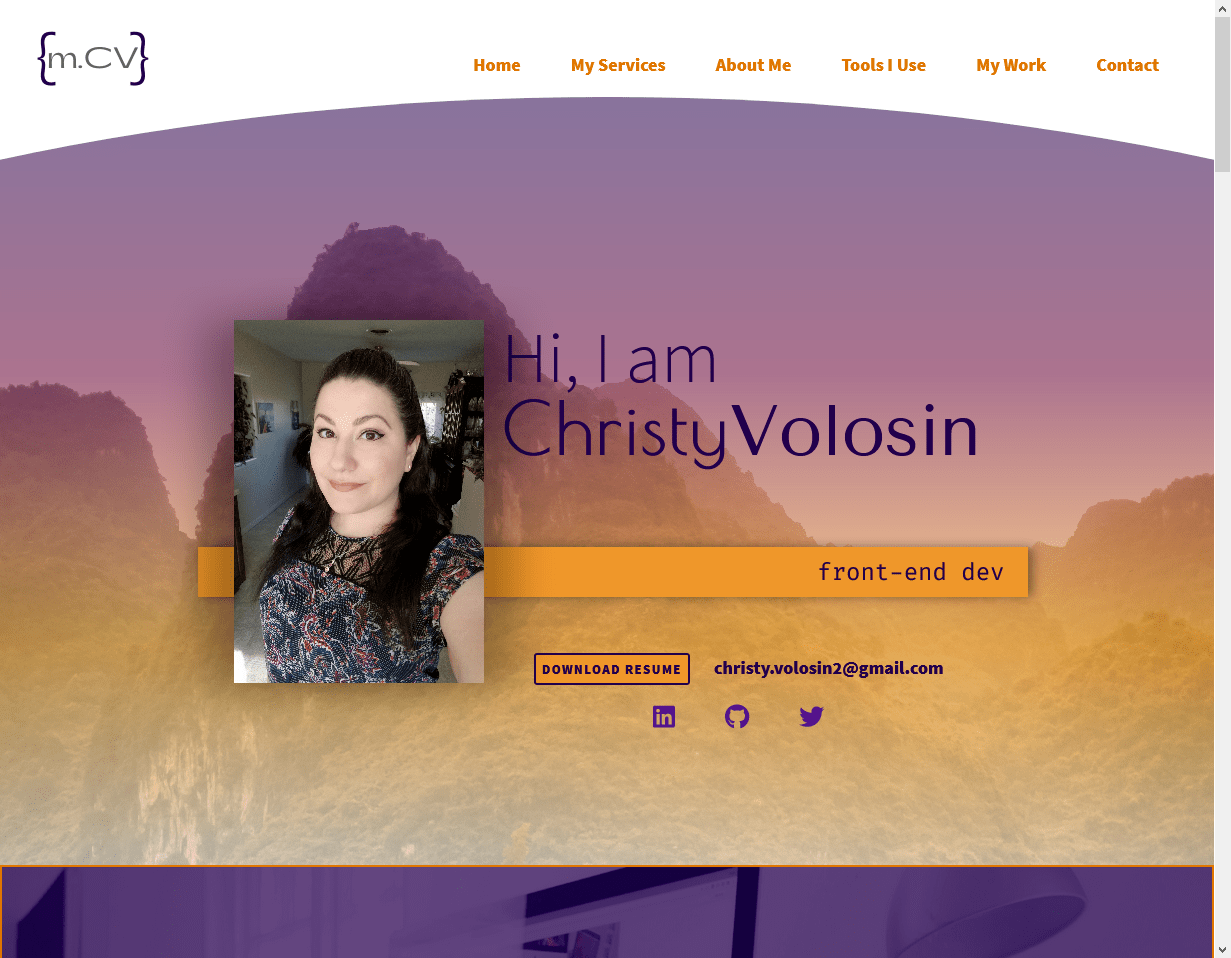 {m.CV}
Home My Services About Me Tools I Use My Work Contact
Hi, I am
ChristyVolosin
front-end dev
DOWNLOAD RESUME christy.volosin2@gmail.com
in